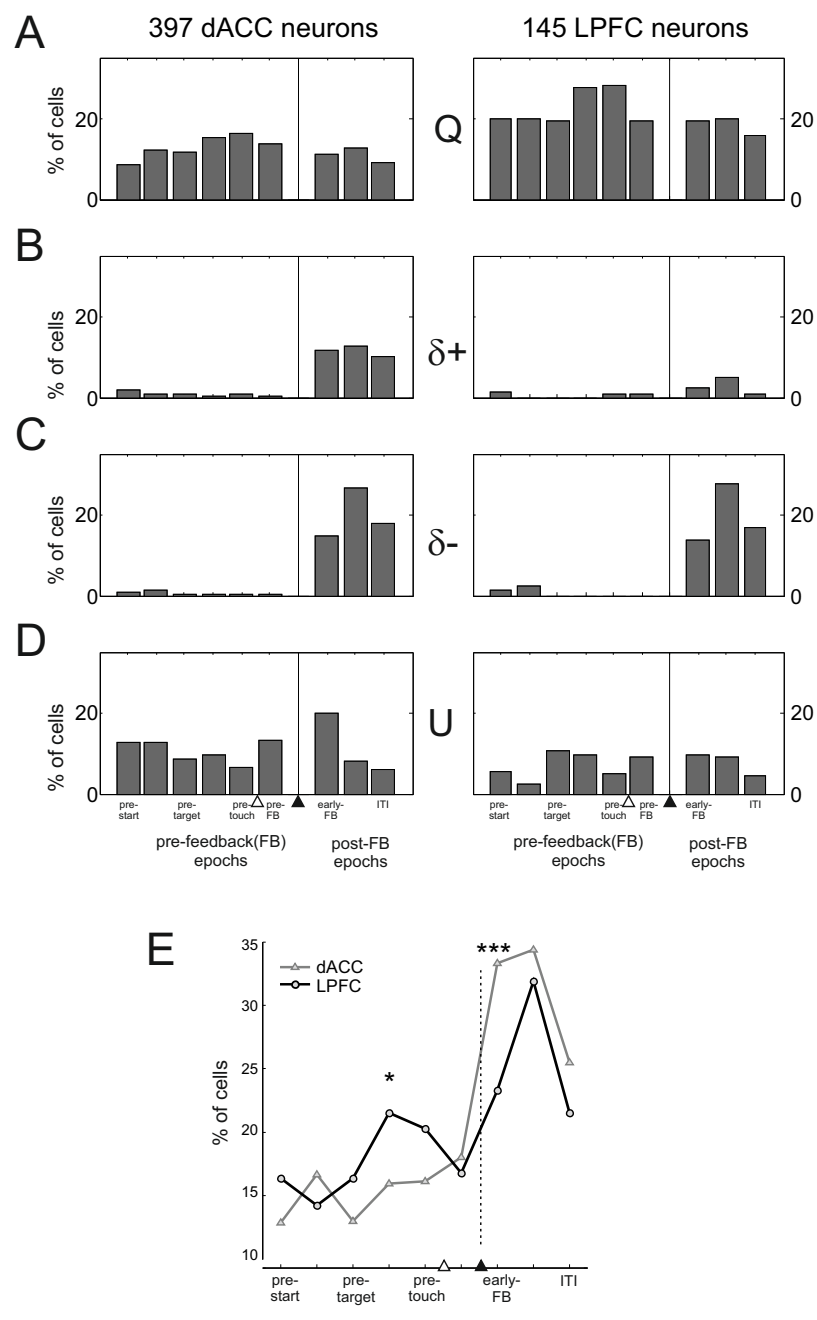 A
397 dACC neurons
145 LPFC neurons
% of cells
20
0
Q
20
0
B
% of cells
20
0
δ+
20
0
C
% of cells
20
0
δ-
20
0
D
% of cells
20
0
U
20
0
pre-
start
pre-
target
pre-
touch
pre-
FB
early-
FB
ITI
pre-
start
pre-
target
pre-
touch
pre-
FB
early-
FB
ITI
pre-feedback(FB)
epochs
post-FB
epochs
pre-feedback(FB)
epochs
post-FB
epochs
E
% of cells
35
30
25
20
15
10
dACC
LPFC
*
***
pre-
start
pre-
target
pre-
touch
early-
FB
ITI